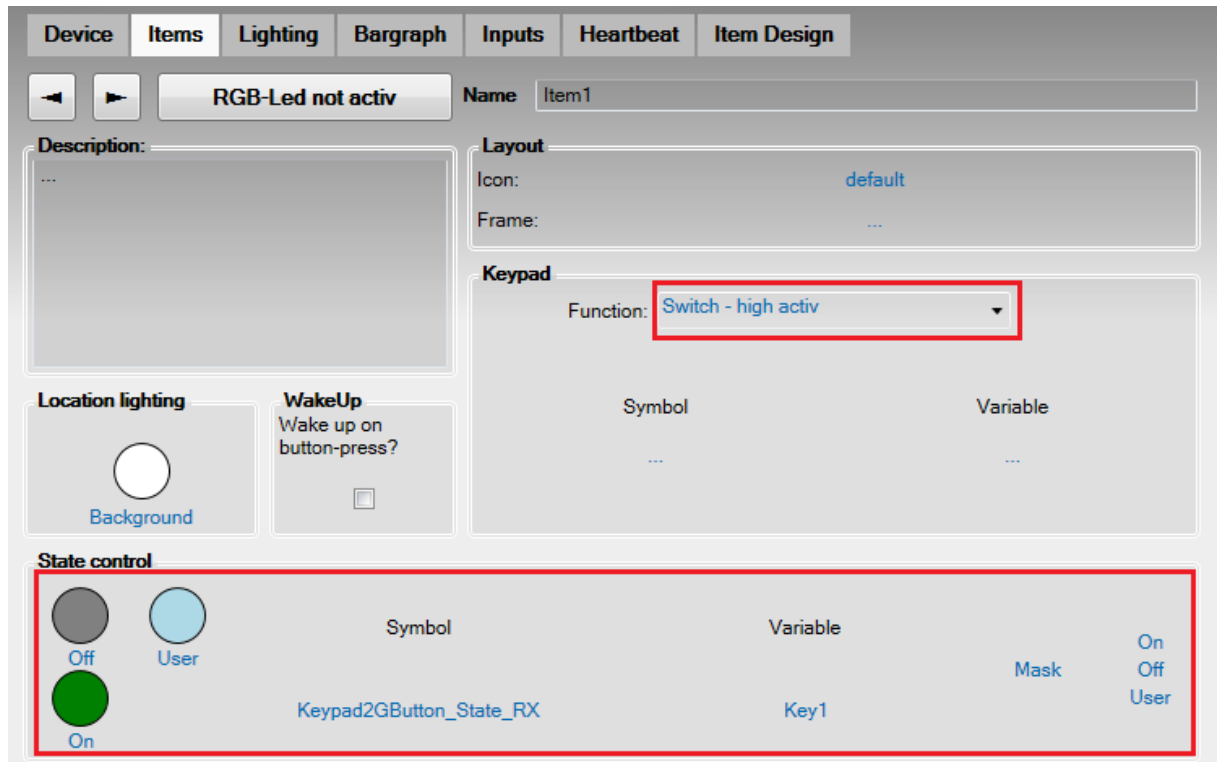 Device Items Lighting Bargraph Inputs Heartbeat Item Design
RGB-Led not activ Name Item1
Description:
...
Layout
Icon: default
Frame: ...
Keypad
Function: Switch - high activ
Symbol Variable
... ...
Location lighting
Background
WakeUp
Wake up on
button-press?
State control
Off User
On
Symbol Variable
Keypad2GButton_State_RX Key1
Mask
On
Off
User